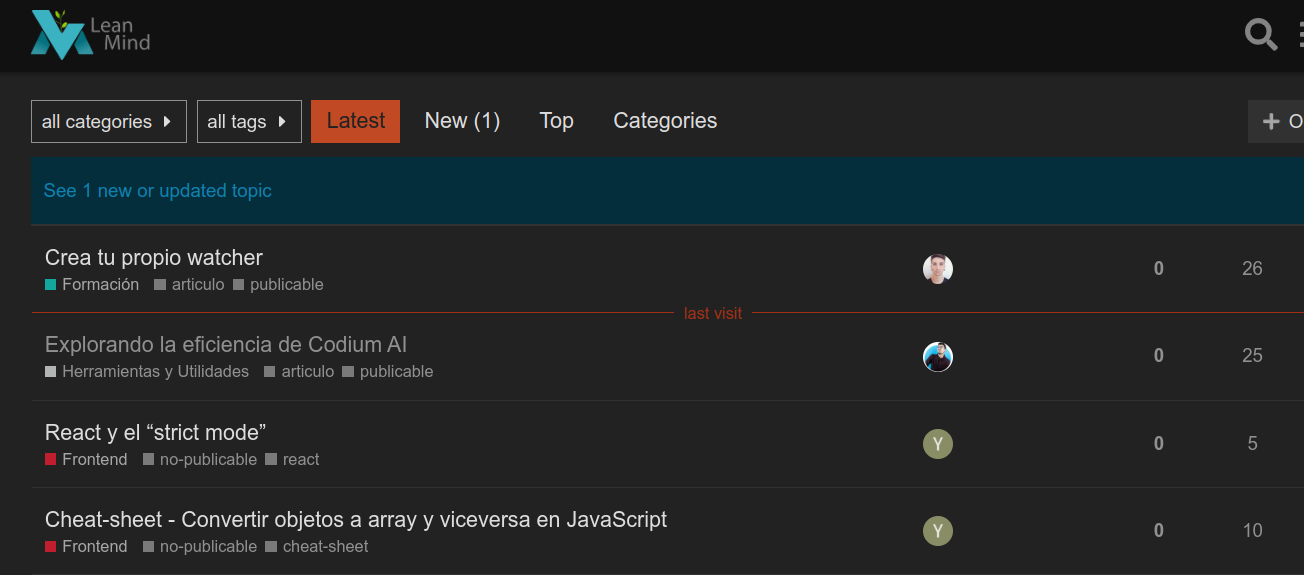 Lean
Mind
all categories
all tags
Latest
New (1)
Top
Categories
See 1 new or updated topic
Crea tu propio watcher
0
26
Formación articulo publicable
last visit
Explorando la eficiencia de Codium AI
0
25
Herramientas y Utilidades articulo publicable
React y el “strict mode”
Y
0
5
Frontend no-publicable react
Cheat-sheet - Convertir objetos a array y viceversa en JavaScript
Y
0
10
Frontend no-publicable cheat-sheet